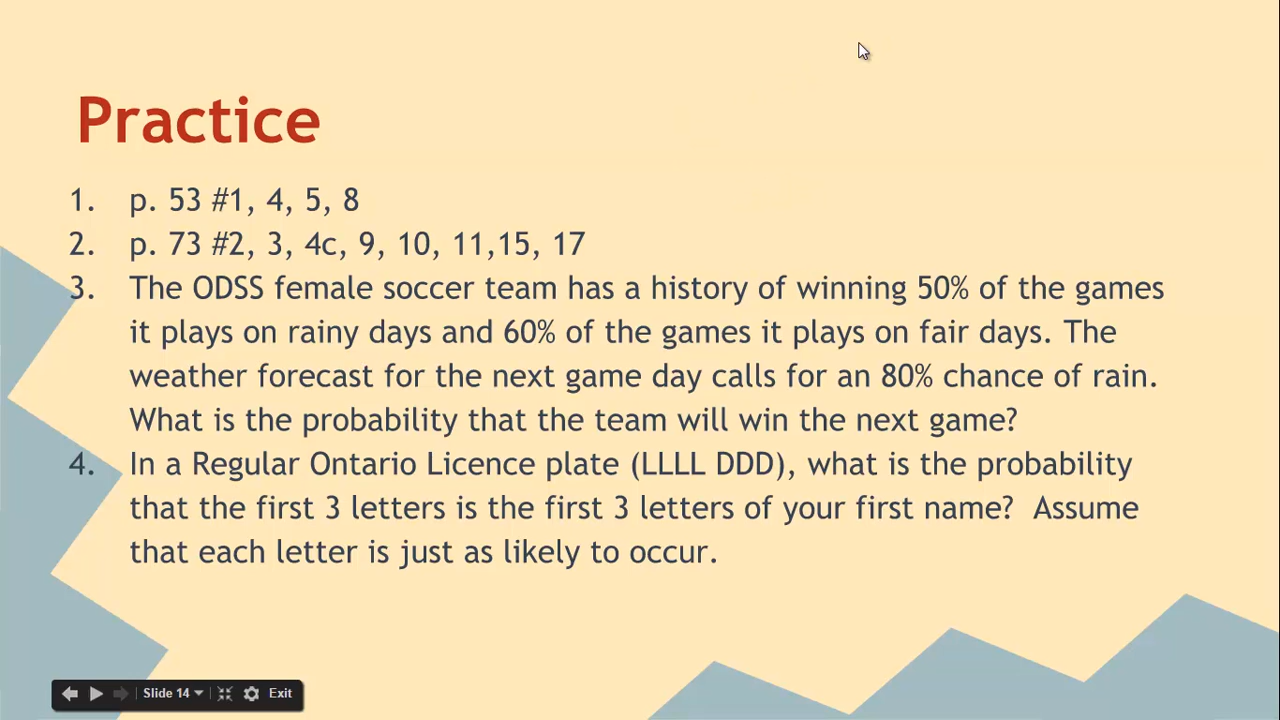 Practice
1. p. 53 #1, 4, 5, 8
2. p. 73 #2, 3, 4c, 9, 10, 11,15, 17
3. The ODSS female soccer team has a history of winning 50% of the games
it plays on rainy days and 60% of the games it plays on fair days. The
weather forecast for the next game day calls for an 80% chance of rain.
What is the probability that the team will win the next game?
4. In a Regular Ontario Licence plate (LLLL DDD), what is the probability
that the first 3 letters is the first 3 letters of your first name? Assume
that each letter is just as likely to occur.
Slide 14 Exit